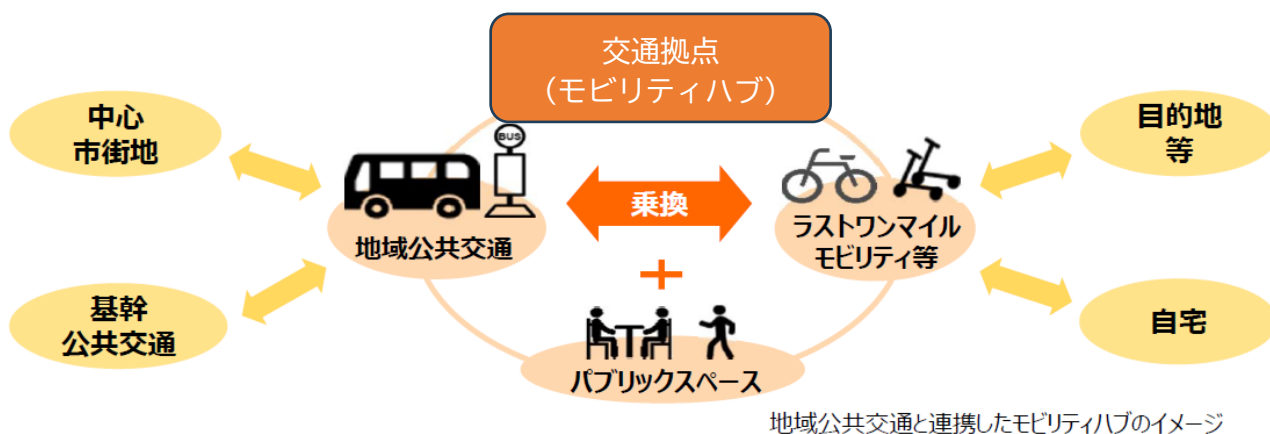 交通拠点
（モビリティハブ）
中心
市街地
BUS
目的地
等
乗換
地域公共交通
ラストワンマイル
モビリティ等
基幹
公共交通
自宅
パブリックスペース
地域公共交通と連携したモビリティハブのイメージ